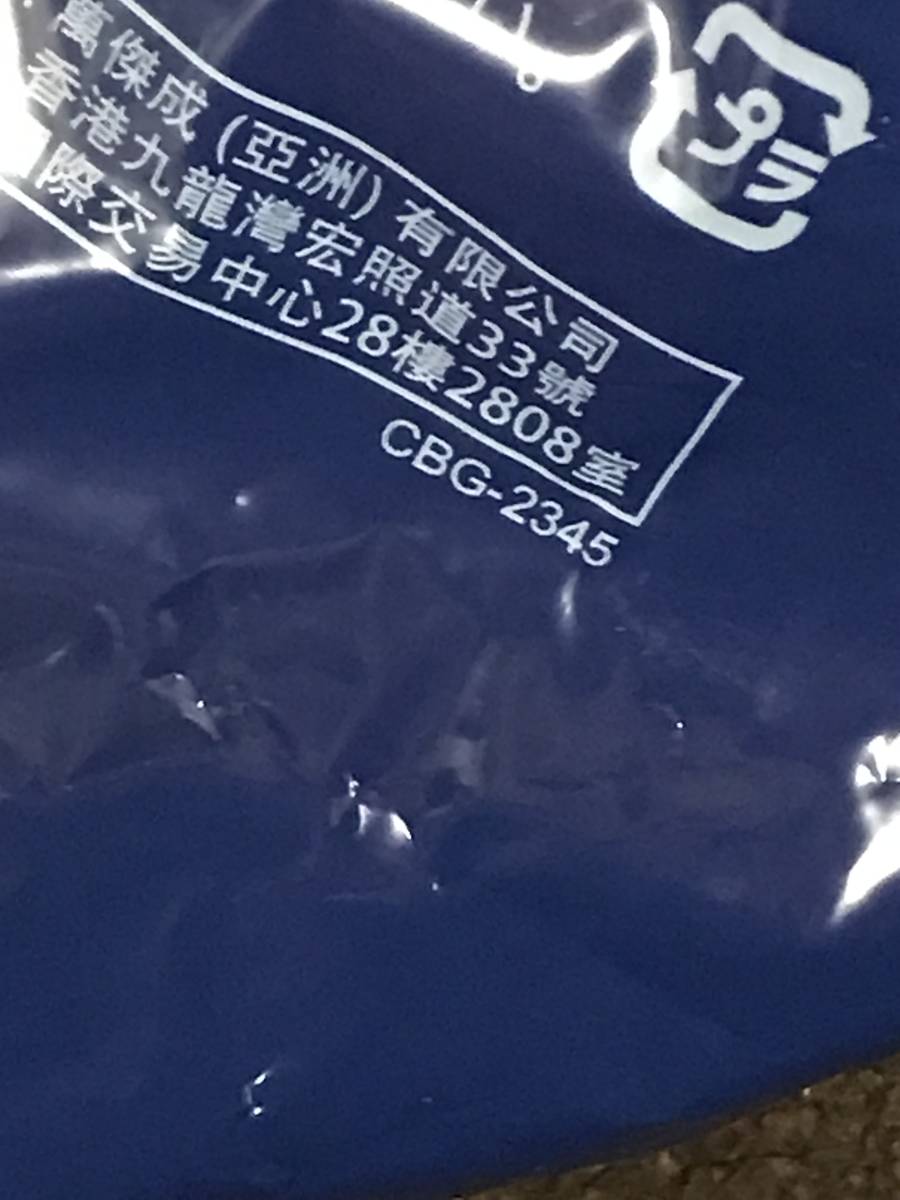 萬傑成(亞洲)有限公司
香港九龍灣宏照道33號
際交易中心28樓2808室
CBG-2345
プラ